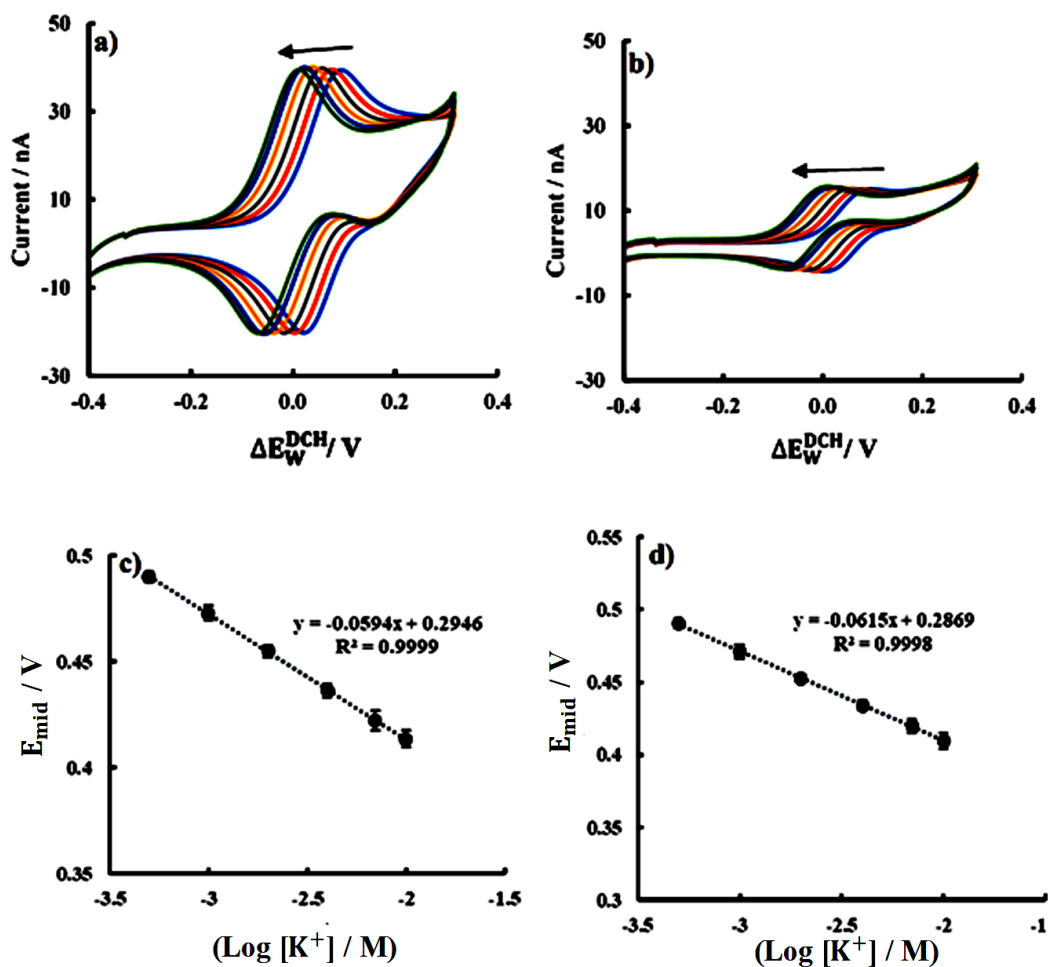 a)
50
30
10
-10
-30
Current / nA
-0.4 -0.2 0.0 0.2 0.4
ΔE_W^DCH / V
b)
50
30
10
-10
-30
Current / nA
-0.4 -0.2 0.0 0.2 0.4
ΔE_W^DCH / V
c)
0.5
0.45
0.4
0.35
E_mid / V
y = -0.0594x + 0.2946
R² = 0.9999
-3.5 -3 -2.5 -2 -1.5
(Log [K⁺] / M)
d)
0.55
0.5
0.45
0.4
0.35
0.3
E_mid / V
y = -0.0615x + 0.2869
R² = 0.9998
-3.5 -3 -2.5 -2 -1.5 -1
(Log [K⁺] / M)